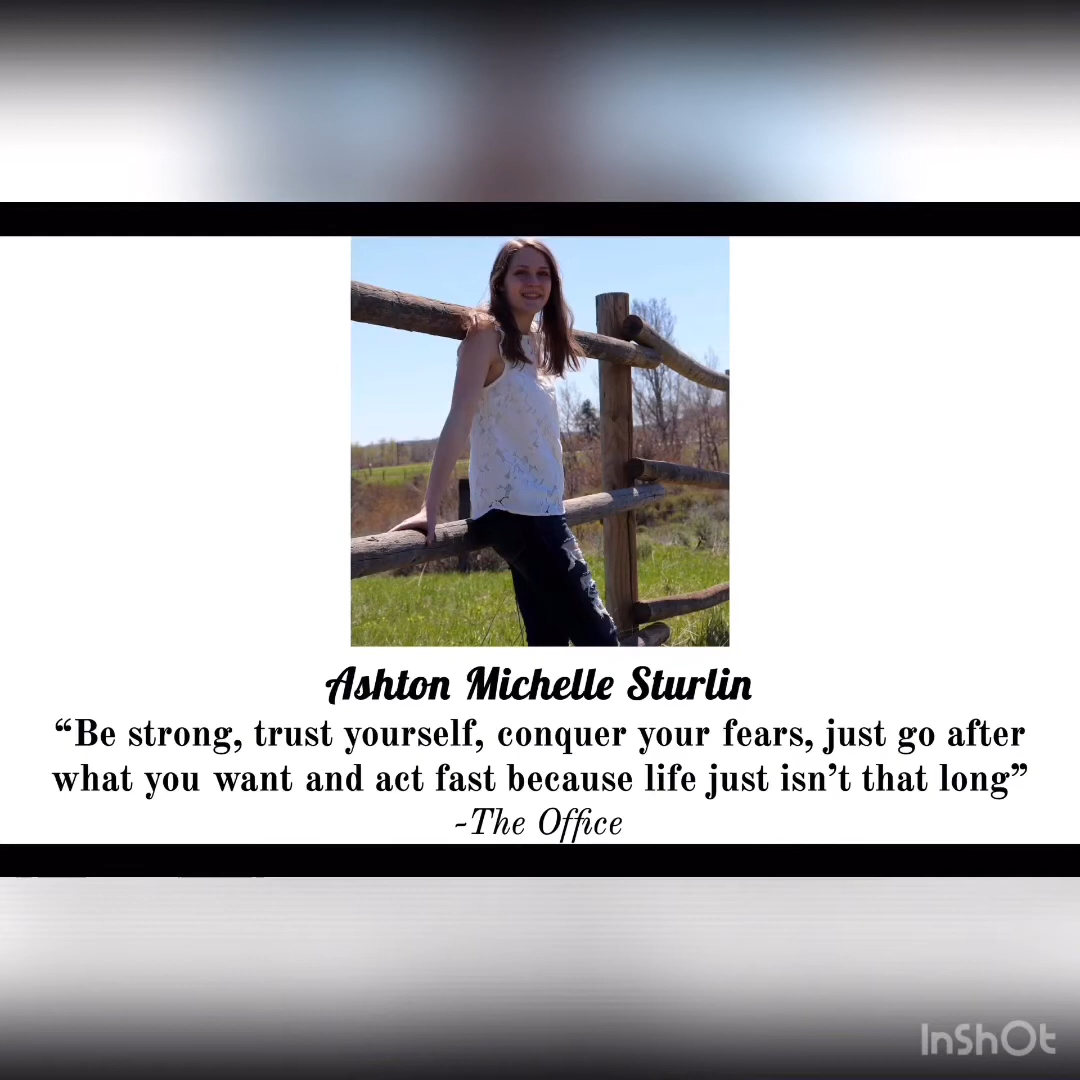 Ashton Michelle Sturlin
“Be strong, trust yourself, conquer your fears, just go after
what you want and act fast because life just isn’t that long”
-The Office
InShOt